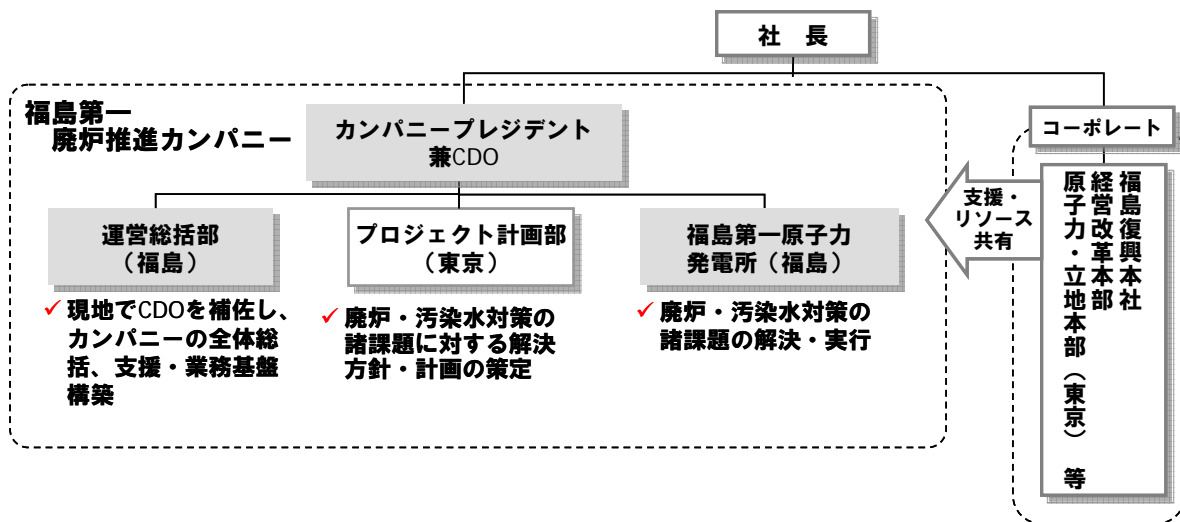 社　長
福島第一
廃炉推進カンパニー
カンパニープレジデント
兼CDO
運営総括部
（福島）
✓現地でCDOを補佐し、
カンパニーの全体総
括、支援・業務基盤
構築
プロジェクト計画部
（東京）
✓廃炉・汚染水対策の
諸課題に対する解決
方針・計画の策定
福島第一原子力
発電所（福島）
✓廃炉・汚染水対策の
諸課題の解決・実行
支援・
リソース
共有
コーポレート
福島復興本社
経営改革本部
原子力・立地本部（東京）　等